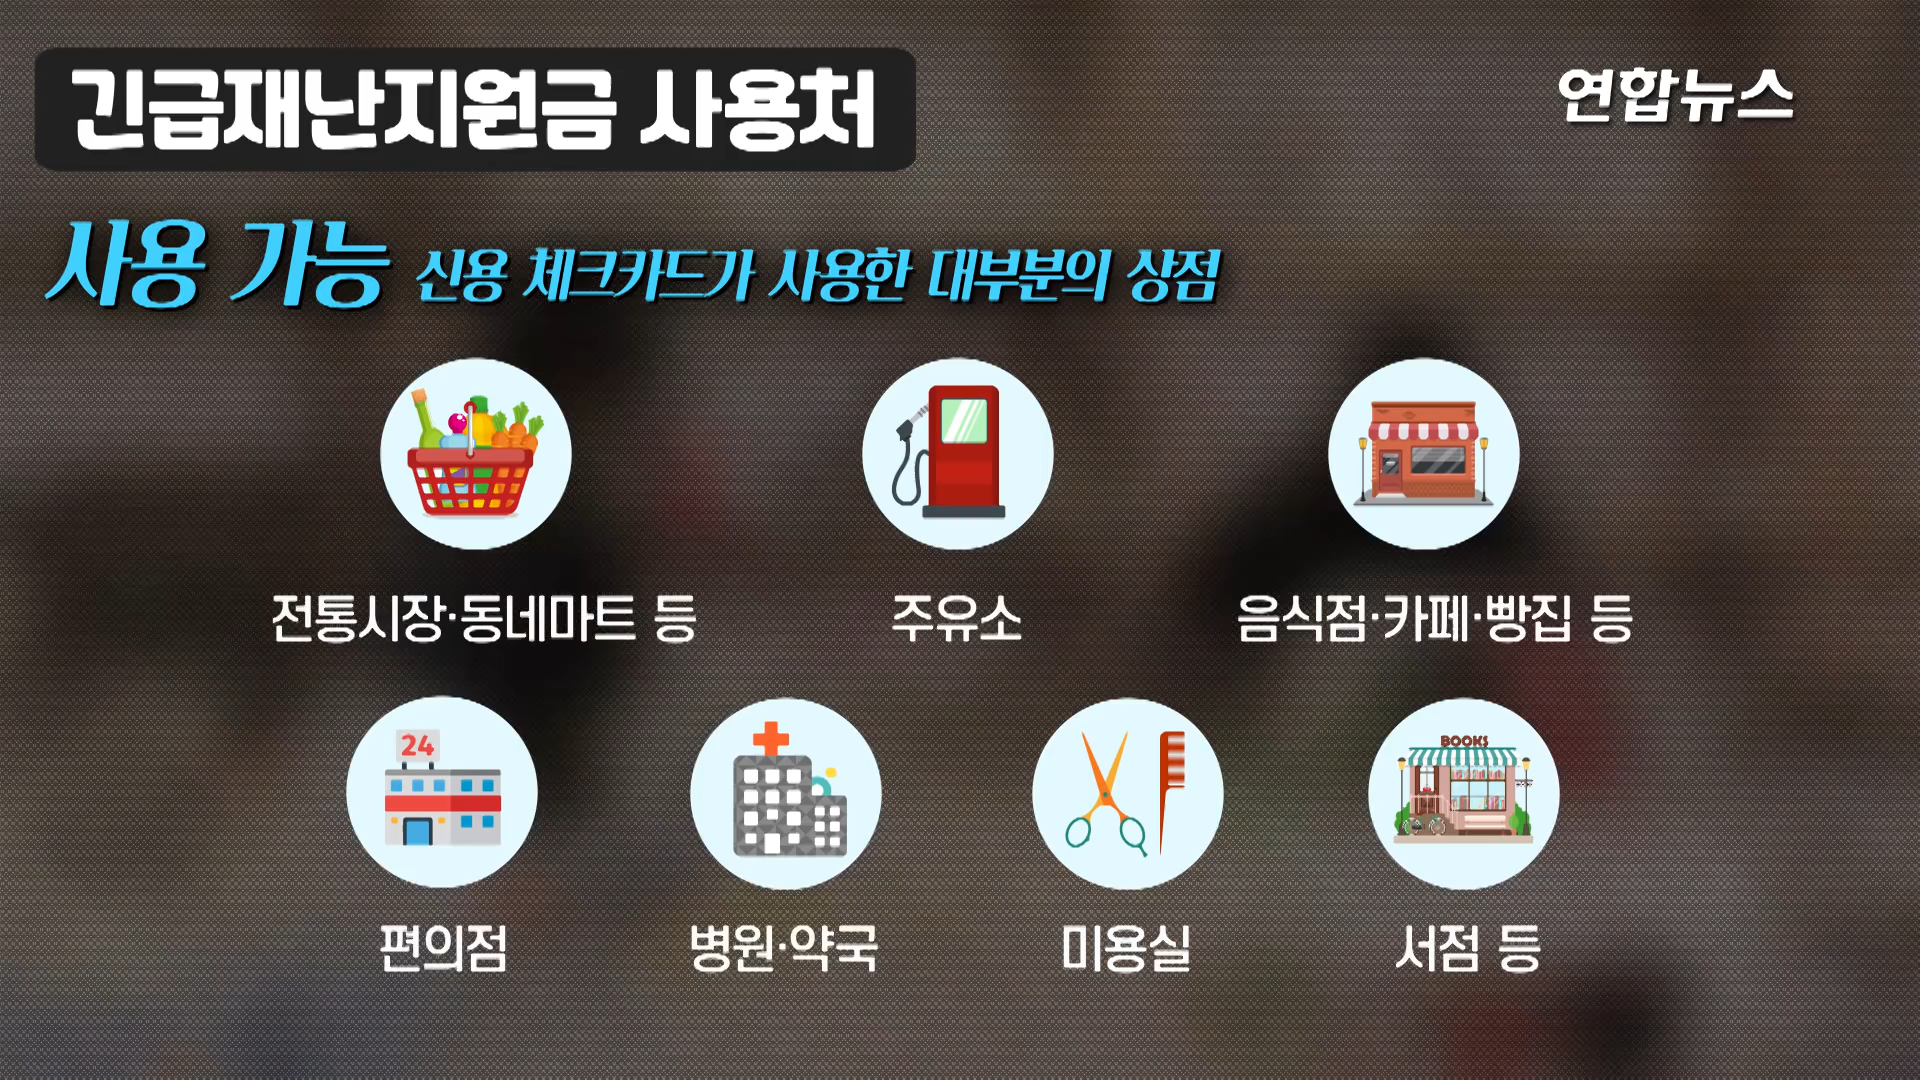 긴급재난지원금 사용처
연합뉴스
사용 가능 신용 체크카드가 사용한 대부분의 상점
전통시장·동네마트 등
주유소
음식점·카페·빵집 등
24
BOOKS
편의점
병원·약국
미용실
서점 등